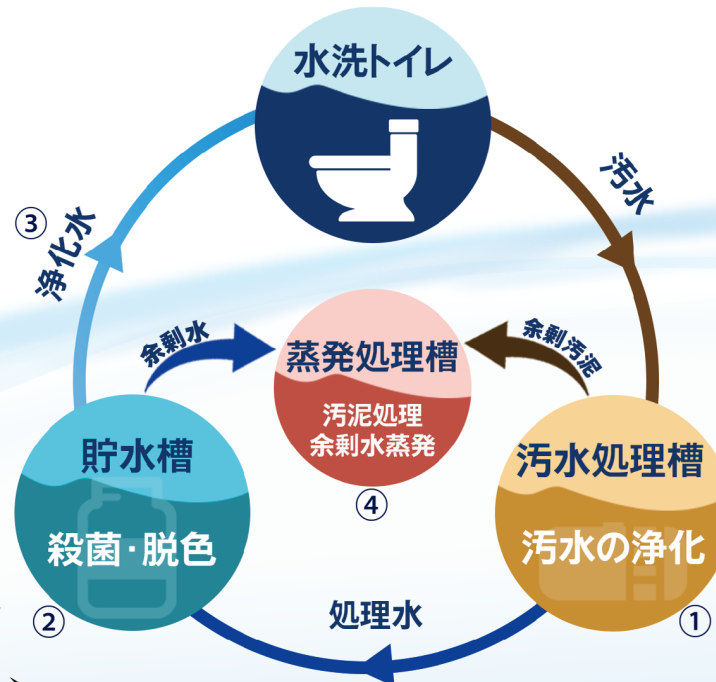 水洗トイレ
汚水
③
浄化水
余剰水
余剰汚泥
蒸発処理槽
汚泥処理
余剰水蒸発
④
貯水槽
殺菌・脱色
②
汚水処理槽
汚水の浄化
①
処理水